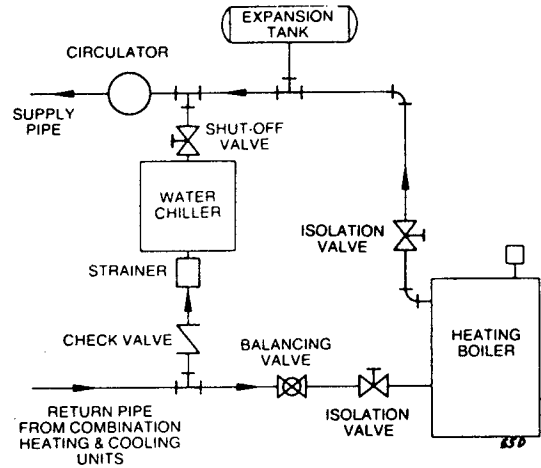 EXPANSION
TANK
CIRCULATOR
SUPPLY
PIPE
SHUT-OFF
VALVE
WATER
CHILLER
ISOLATION
VALVE
STRAINER
HEATING
BOILER
CHECK VALVE
BALANCING
VALVE
RETURN PIPE
FROM COMBINATION
HEATING & COOLING
UNITS
ISOLATION
VALVE
650